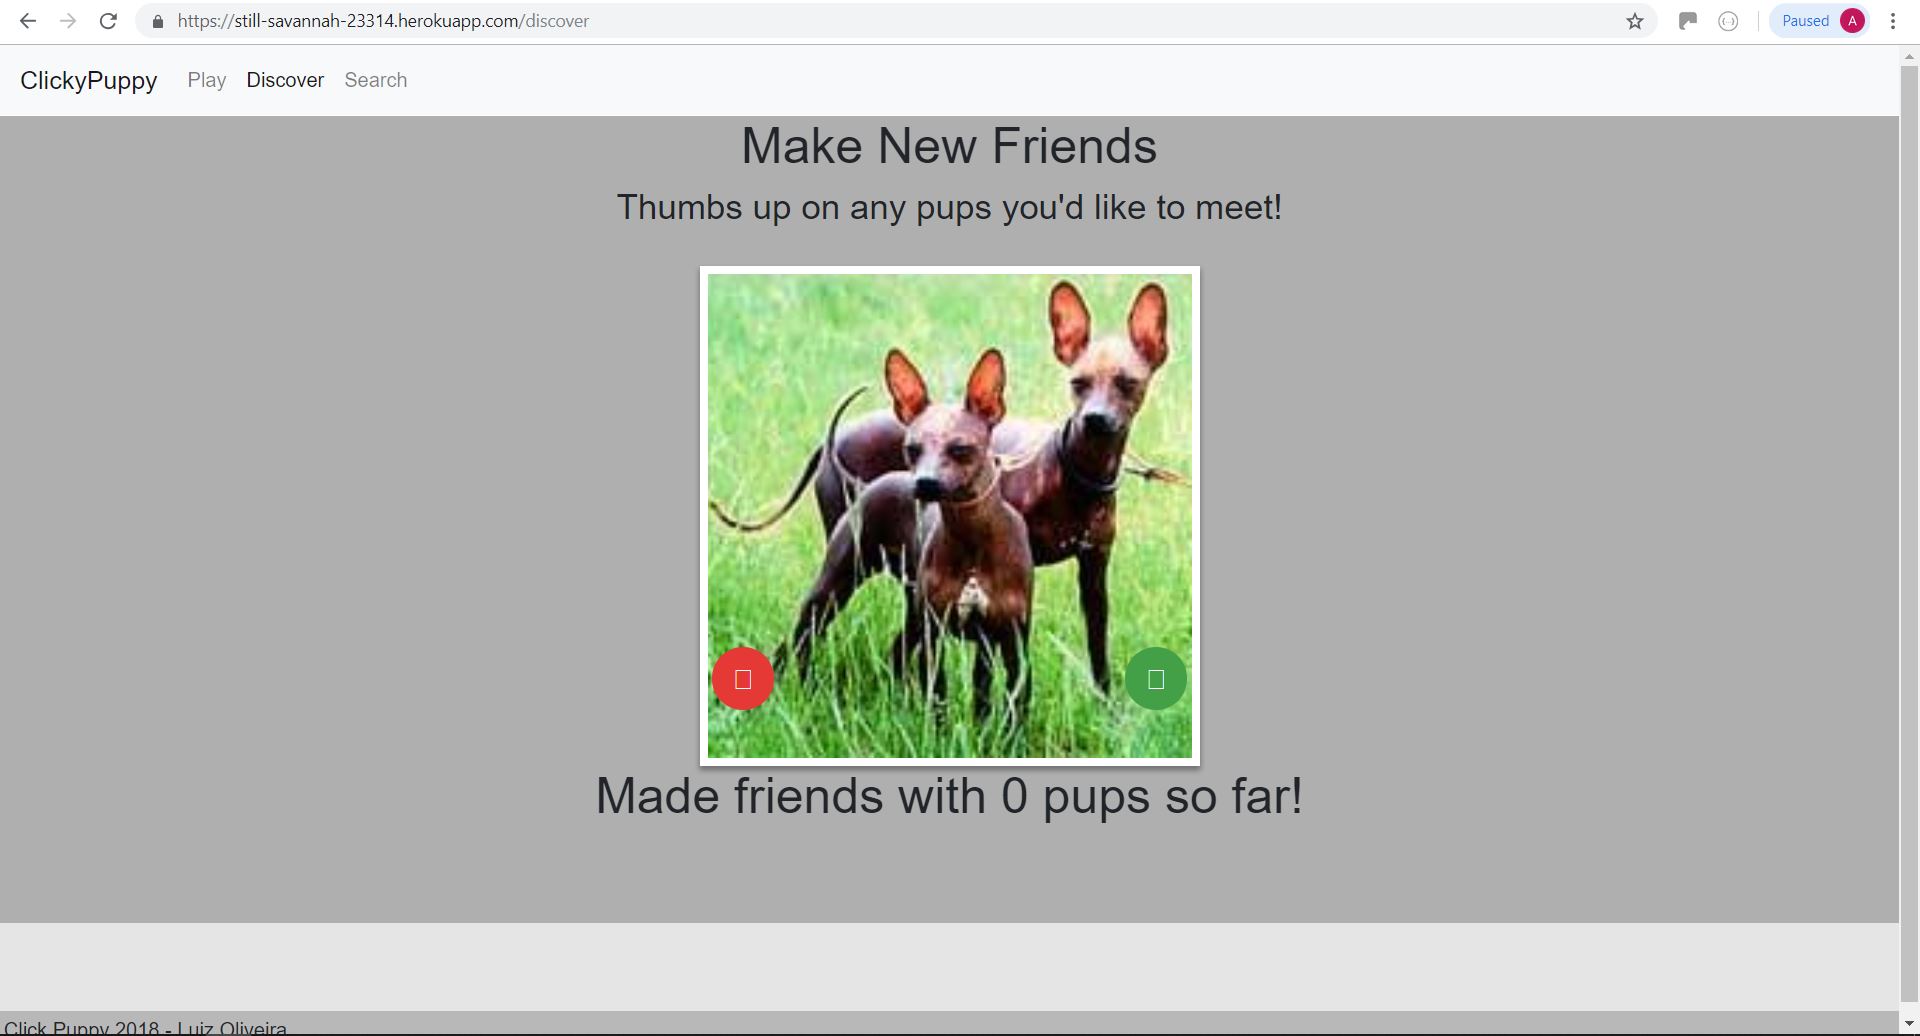 https://still-savannah-23314.herokuapp.com/discover
Paused A
ClickyPuppy Play Discover Search
Make New Friends
Thumbs up on any pups you'd like to meet!
Made friends with 0 pups so far!
Click Puppy 2018 - Luiz Oliveira